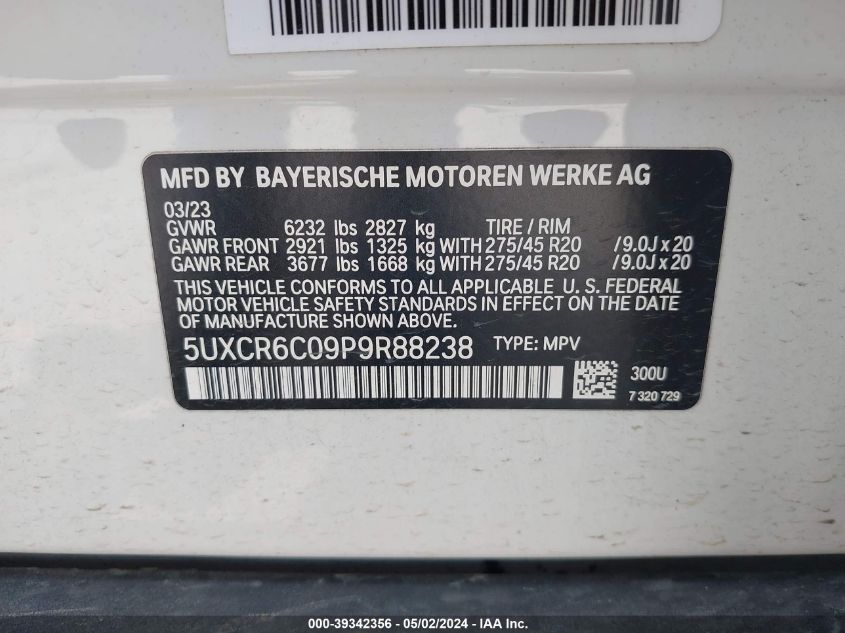 MFD BY BAYERISCHE MOTOREN WERKE AG
03/23
GVWR 6232 lbs 2827 kg TIRE / RIM
GAWR FRONT 2921 lbs 1325 kg WITH 275/45 R20 /9.0J x 20
GAWR REAR 3677 lbs 1668 kg WITH 275/45 R20 /9.0J x 20
THIS VEHICLE CONFORMS TO ALL APPLICABLE U. S. FEDERAL
MOTOR VEHICLE SAFETY STANDARDS IN EFFECT ON THE DATE
OF MANUFACTURE SHOWN ABOVE.
5UXCR6C09P9R88238 TYPE: MPV
300U
7 320 729
000-39342356 - 05/02/2024 - IAA Inc.